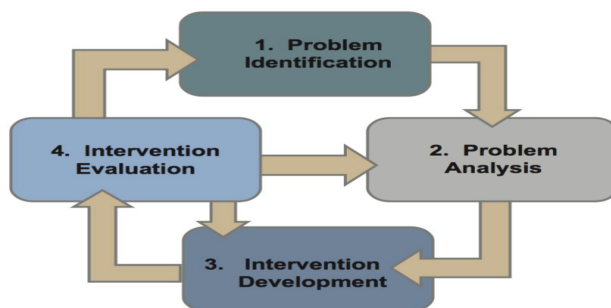 1. Problem
Identification
2. Problem
Analysis
3. Intervention
Development
4. Intervention
Evaluation